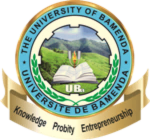 THE UNIVERSITY OF BAMENDA
UB.
UNIVERSITE DE BAMENDA
Knowledge Probity Entrepreneurship